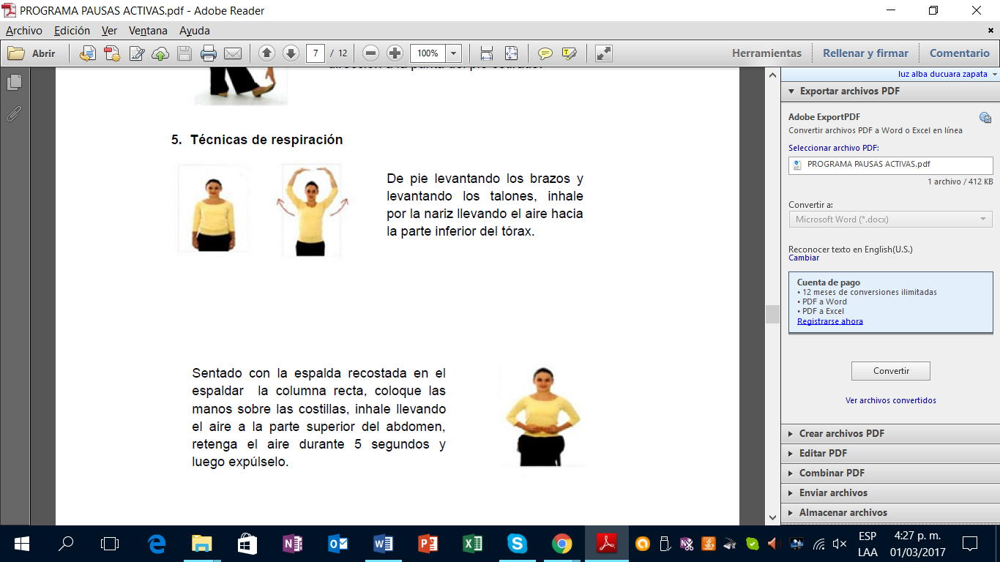 PROGRAMA PAUSAS ACTIVAS.pdf - Adobe Reader
Archivo Edición Ver Ventana Ayuda
Abrir 7 / 12 100% Herramientas Rellenar y firmar Comentario
luz alba ducuara zapata
Exportar archivos PDF
Adobe ExportPDF
Convertir archivos PDF a Word o Excel en línea
Seleccionar archivo PDF:
PROGRAMA PAUSAS ACTIVAS.pdf
1 archivo / 412 KB
Convertir a:
Microsoft Word (*.docx)
Reconocer texto en English(U.S.)
Cambiar
Cuenta de pago
• 12 meses de conversiones ilimitadas
• PDF a Word
• PDF a Excel
Registrarse ahora
Convertir
Ver archivos convertidos
Crear archivos PDF
Editar PDF
Combinar PDF
Enviar archivos
Almacenar archivos
5. Técnicas de respiración
De pie levantando los brazos y
levantando los talones, inhale
por la nariz llevando el aire hacia
la parte inferior del tórax.
Sentado con la espalda recostada en el
espaldar la columna recta, coloque las
manos sobre las costillas, inhale llevando
el aire a la parte superior del abdomen,
retenga el aire durante 5 segundos y
luego expúlselo.
ESP
LAA
4:27 p. m.
01/03/2017